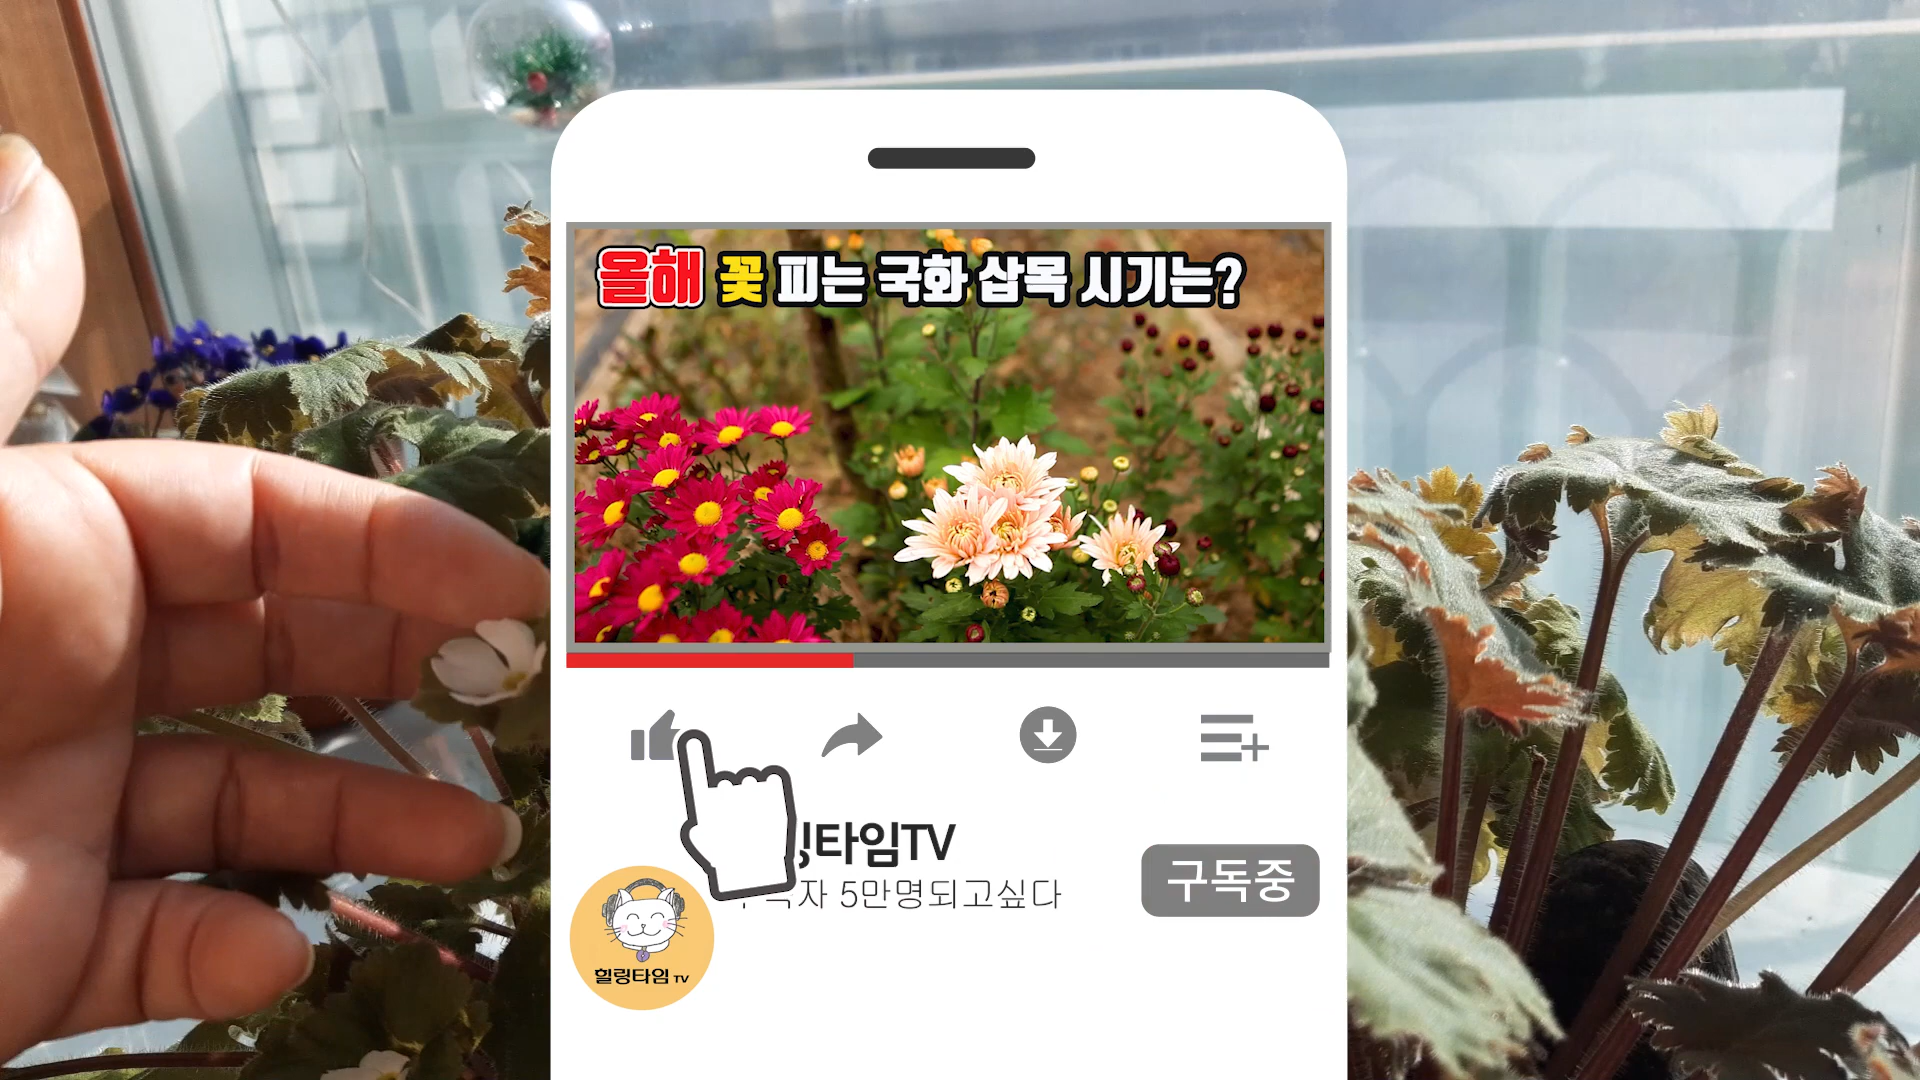 올해 꽃 피는 국화 삽목 시기는?
링타임TV
자 5만명되고싶다
구독중
힐링타임 TV